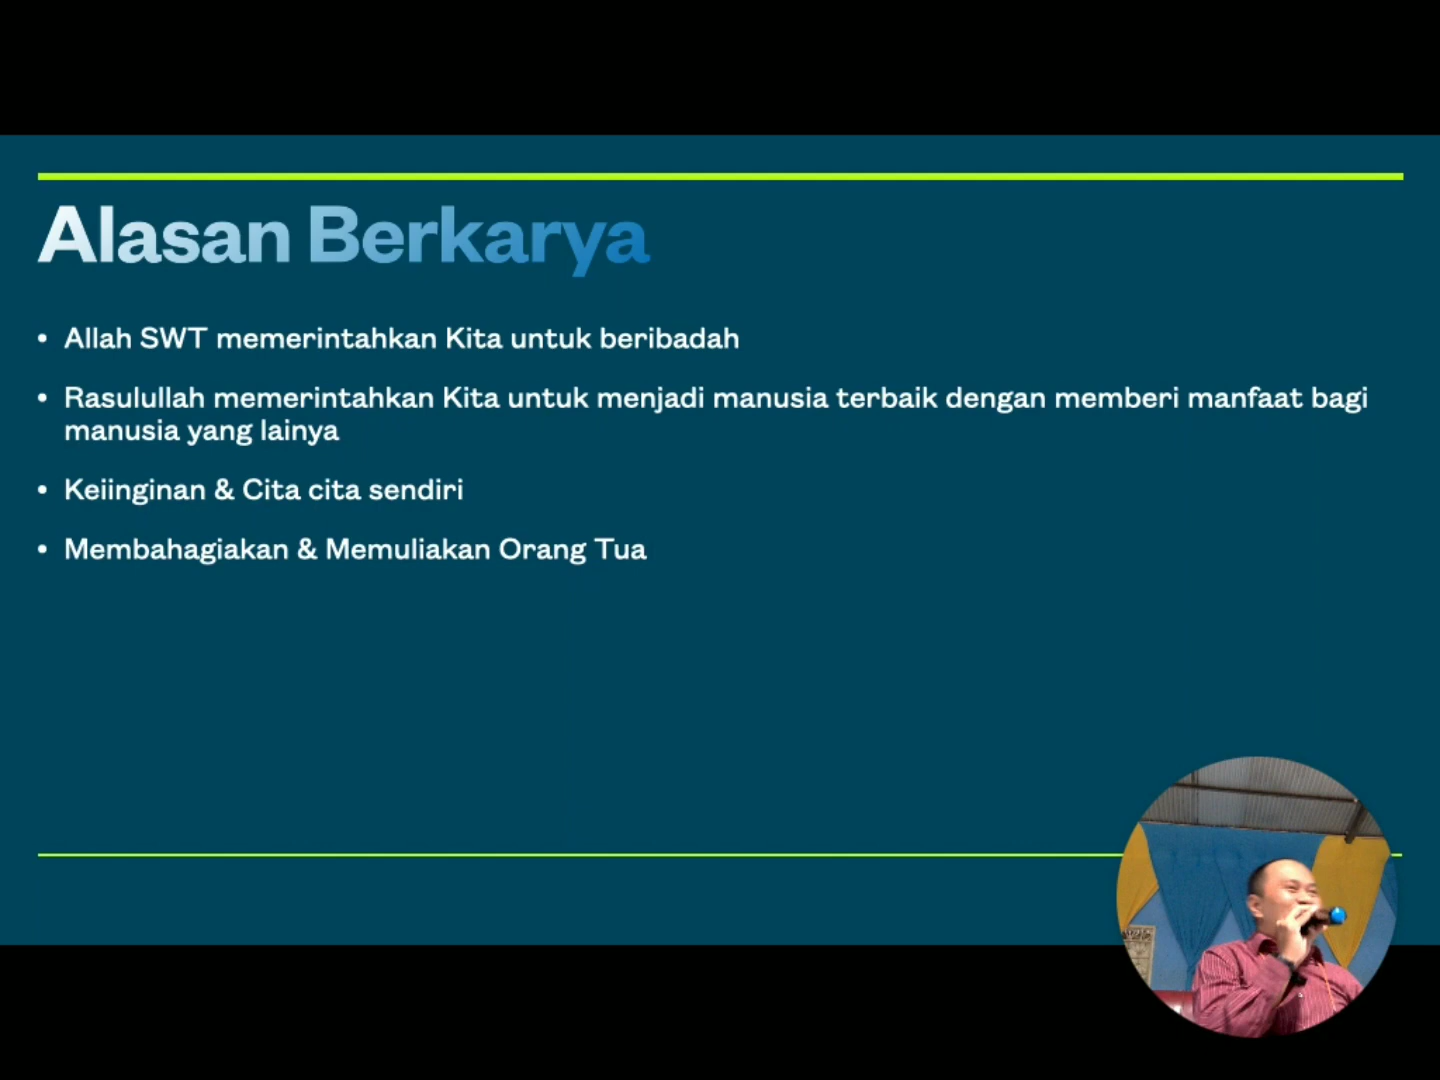 Alasan Berkarya
• Allah SWT memerintahkan Kita untuk beribadah
• Rasulullah memerintahkan Kita untuk menjadi manusia terbaik dengan memberi manfaat bagi
manusia yang lainya
• Keiinginan & Cita cita sendiri
• Membahagiakan & Memuliakan Orang Tua